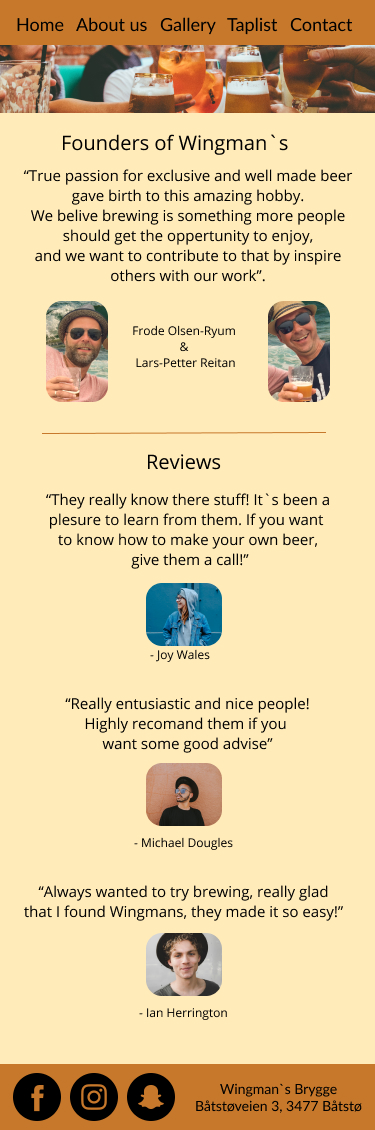 Home About us Gallery Taplist Contact
Founders of Wingman`s
“True passion for exclusive and well made beer
gave birth to this amazing hobby.
We belive brewing is something more people
should get the oppertunity to enjoy,
and we want to contribute to that by inspire
others with our work”.
Frode Olsen-Ryum
&
Lars-Petter Reitan
Reviews
“They really know there stuff! It`s been a
plesure to learn from them. If you want
to know how to make your own beer,
give them a call!”
- Joy Wales
“Really entusiastic and nice people!
Highly recomand them if you
want some good advise”
- Michael Dougles
“Always wanted to try brewing, really glad
that I found Wingmans, they made it so easy!”
- Ian Herrington
Wingman`s Brygge
Båtstøveien 3, 3477 Båtstø